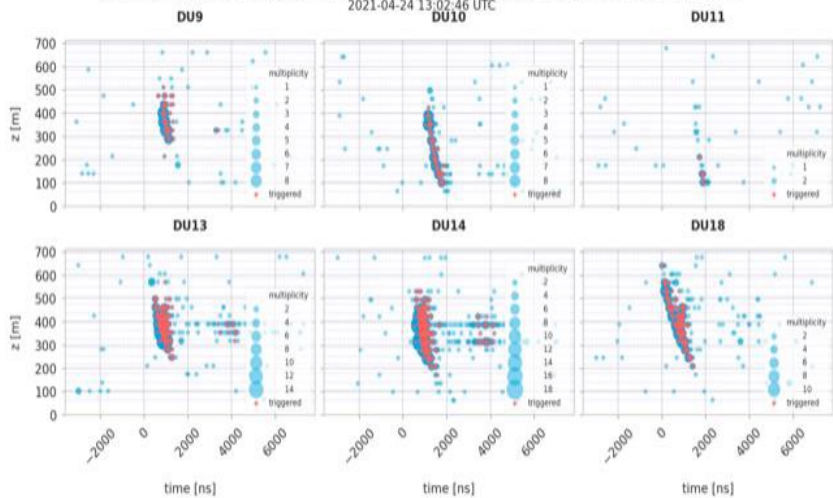 2021-04-24 13:02:46 UTC
DU9 DU10 DU11
z [m]
700
600
500
400
300
200
100
0
multiplicity
1
2
3
4
5
6
7
8
triggered
multiplicity
1
2
3
4
5
6
7
8
triggered
multiplicity
1
2
triggered
DU13 DU14 DU18
z [m]
700
600
500
400
300
200
100
0
multiplicity
2
4
6
8
10
12
14
triggered
multiplicity
2
4
6
8
10
12
14
16
18
triggered
multiplicity
2
4
6
8
10
triggered
−2000 0 2000 4000 6000 −2000 0 2000 4000 6000 −2000 0 2000 4000 6000
time [ns] time [ns] time [ns]